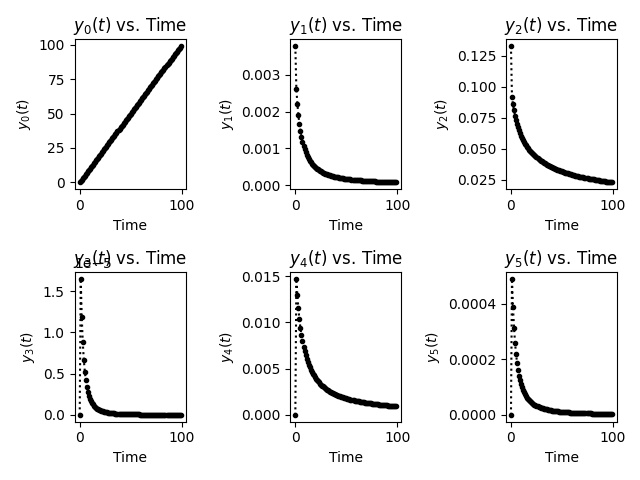 y₀(t) vs. Time
y₁(t) vs. Time
y₂(t) vs. Time
100
75
50
25
0
y₀(t)
0
100
Time
0.003
0.002
0.001
0.000
y₁(t)
0
100
Time
0.125
0.100
0.075
0.050
0.025
y₂(t)
0
100
Time
y₃(t) vs. Time
1e−5
y₄(t) vs. Time
y₅(t) vs. Time
1.5
1.0
0.5
0.0
y₃(t)
0
100
Time
0.015
0.010
0.005
0.000
y₄(t)
0
100
Time
0.0004
0.0002
0.0000
y₅(t)
0
100
Time